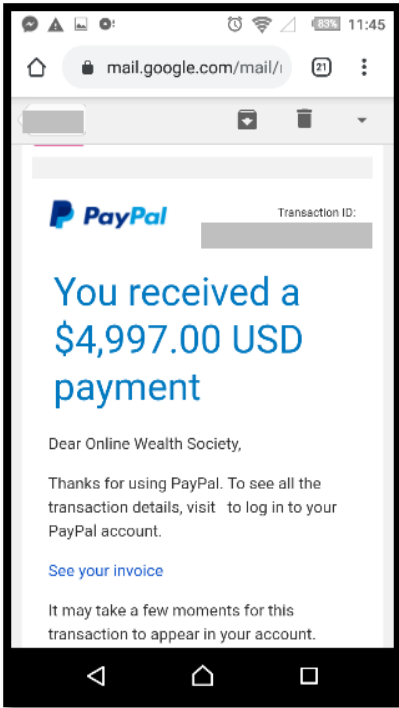 83% 11:45
mail.google.com/mail/
21
PayPal
Transaction ID:
You received a
$4,997.00 USD
payment
Dear Online Wealth Society,
Thanks for using PayPal. To see all the
transaction details, visit to log in to your
PayPal account.
See your invoice
It may take a few moments for this
transaction to appear in your account.